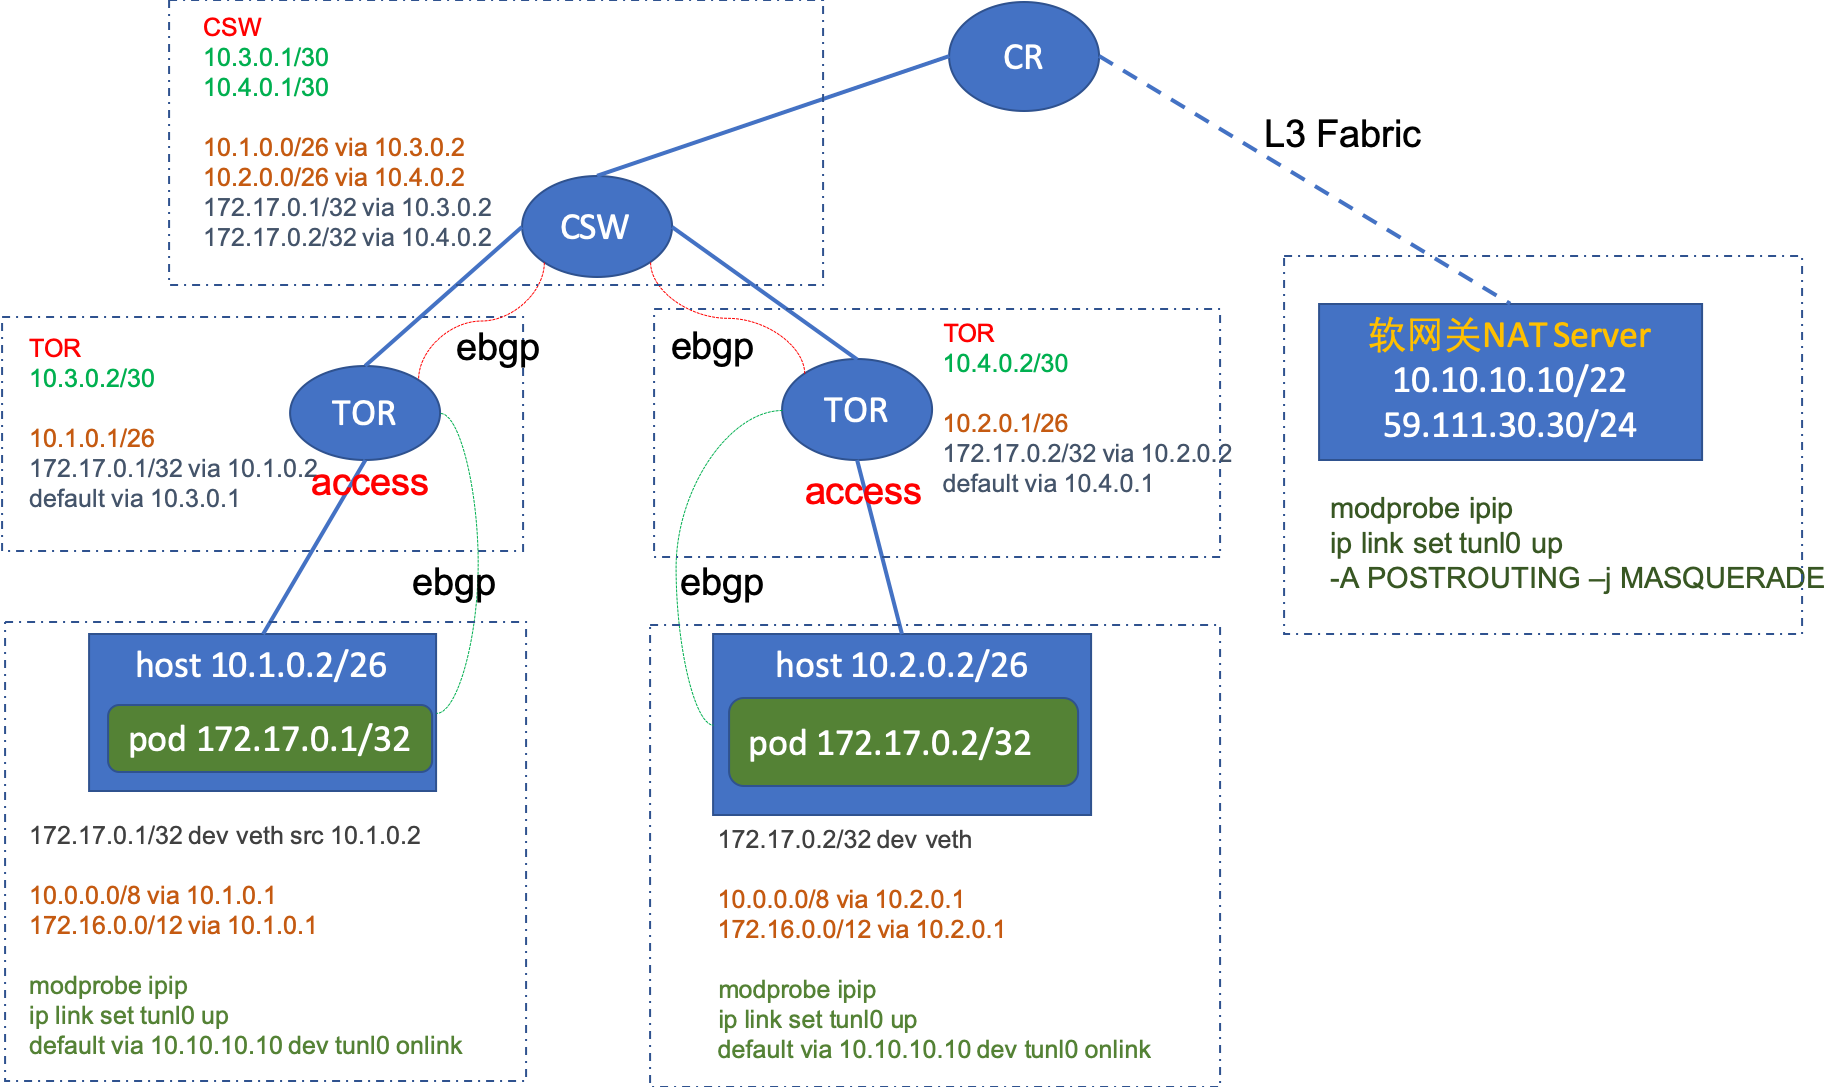 CSW
10.3.0.1/30
10.4.0.1/30
10.1.0.0/26 via 10.3.0.2
10.2.0.0/26 via 10.4.0.2
172.17.0.1/32 via 10.3.0.2
172.17.0.2/32 via 10.4.0.2
CR
L3 Fabric
CSW
TOR
10.3.0.2/30
10.1.0.1/26
172.17.0.1/32 via 10.1.0.2
default via 10.3.0.1
TOR
access
ebgp
ebgp
ebgp
ebgp
TOR
access
TOR
10.4.0.2/30
10.2.0.1/26
172.17.0.2/32 via 10.2.0.2
default via 10.4.0.1
软网关NAT Server
10.10.10.10/22
59.111.30.30/24
modprobe ipip
ip link set tunl0 up
-A POSTROUTING –j MASQUERADE
host 10.1.0.2/26
pod 172.17.0.1/32
172.17.0.1/32 dev veth src 10.1.0.2
10.0.0.0/8 via 10.1.0.1
172.16.0.0/12 via 10.1.0.1
modprobe ipip
ip link set tunl0 up
default via 10.10.10.10 dev tunl0 onlink
host 10.2.0.2/26
pod 172.17.0.2/32
172.17.0.2/32 dev veth
10.0.0.0/8 via 10.2.0.1
172.16.0.0/12 via 10.2.0.1
modprobe ipip
ip link set tunl0 up
default via 10.10.10.10 dev tunl0 onlink